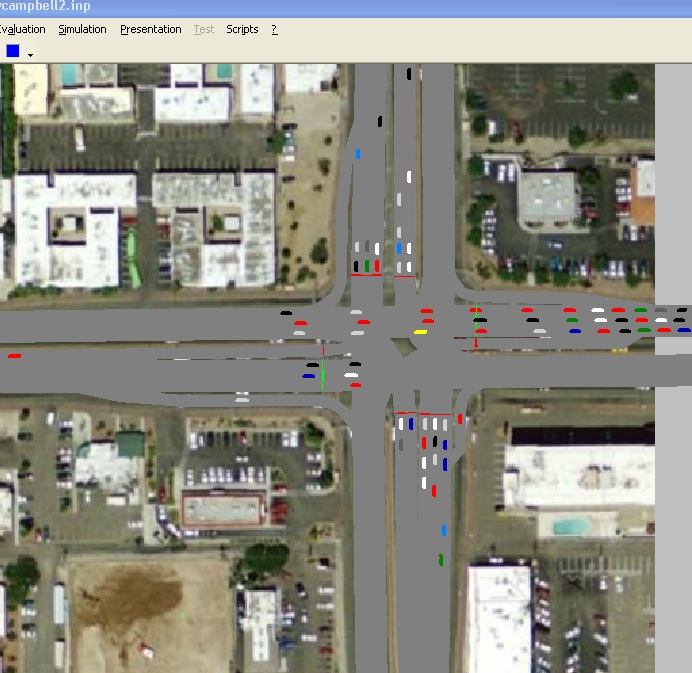 campbell2.inp
valuation Simulation Presentation Test Scripts ?